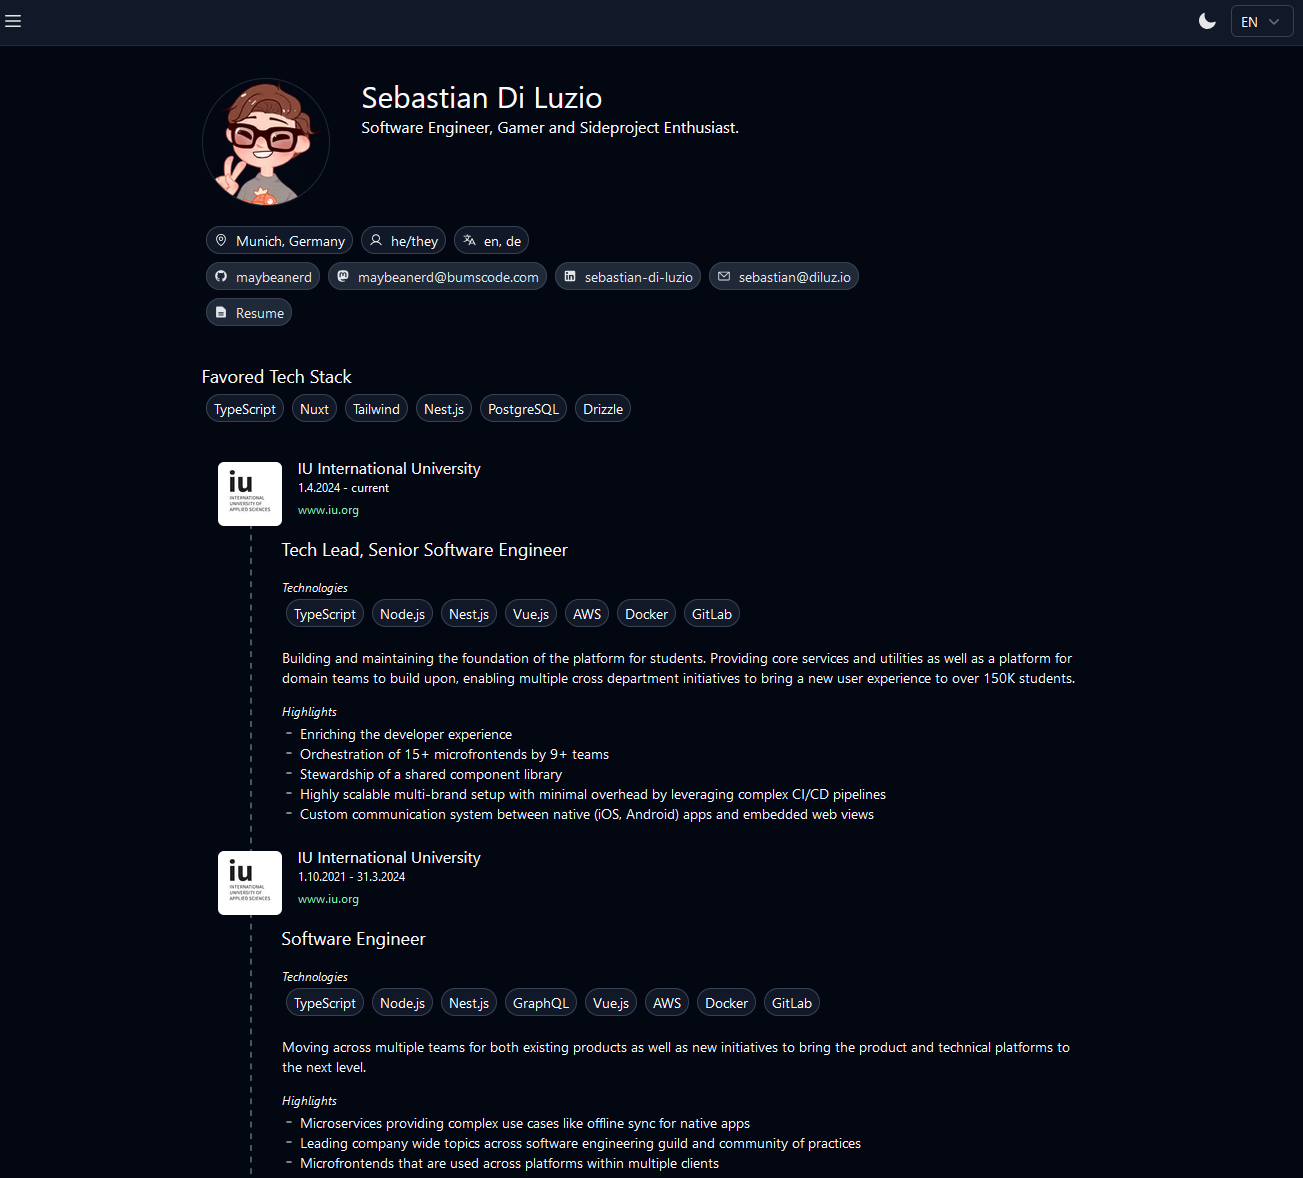 EN
Sebastian Di Luzio
Software Engineer, Gamer and Sideproject Enthusiast.
Munich, Germany he/they en, de
maybeanerd maybeanerd@bumscode.com sebastian-di-luzio sebastian@diluz.io
Resume
Favored Tech Stack
TypeScript Nuxt Tailwind Nest.js PostgreSQL Drizzle
iu
INTERNATIONAL
UNIVERSITY OF
APPLIED SCIENCES
IU International University
1.4.2024 - current
www.iu.org
Tech Lead, Senior Software Engineer
Technologies
TypeScript Node.js Nest.js Vue.js AWS Docker GitLab
Building and maintaining the foundation of the platform for students. Providing core services and utilities as well as a platform for
domain teams to build upon, enabling multiple cross department initiatives to bring a new user experience to over 150K students.
Highlights
- Enriching the developer experience
- Orchestration of 15+ microfrontends by 9+ teams
- Stewardship of a shared component library
- Highly scalable multi-brand setup with minimal overhead by leveraging complex CI/CD pipelines
- Custom communication system between native (iOS, Android) apps and embedded web views
iu
INTERNATIONAL
UNIVERSITY OF
APPLIED SCIENCES
IU International University
1.10.2021 - 31.3.2024
www.iu.org
Software Engineer
Technologies
TypeScript Node.js Nest.js GraphQL Vue.js AWS Docker GitLab
Moving across multiple teams for both existing products as well as new initiatives to bring the product and technical platforms to
the next level.
Highlights
- Microservices providing complex use cases like offline sync for native apps
- Leading company wide topics across software engineering guild and community of practices
- Microfrontends that are used across platforms within multiple clients